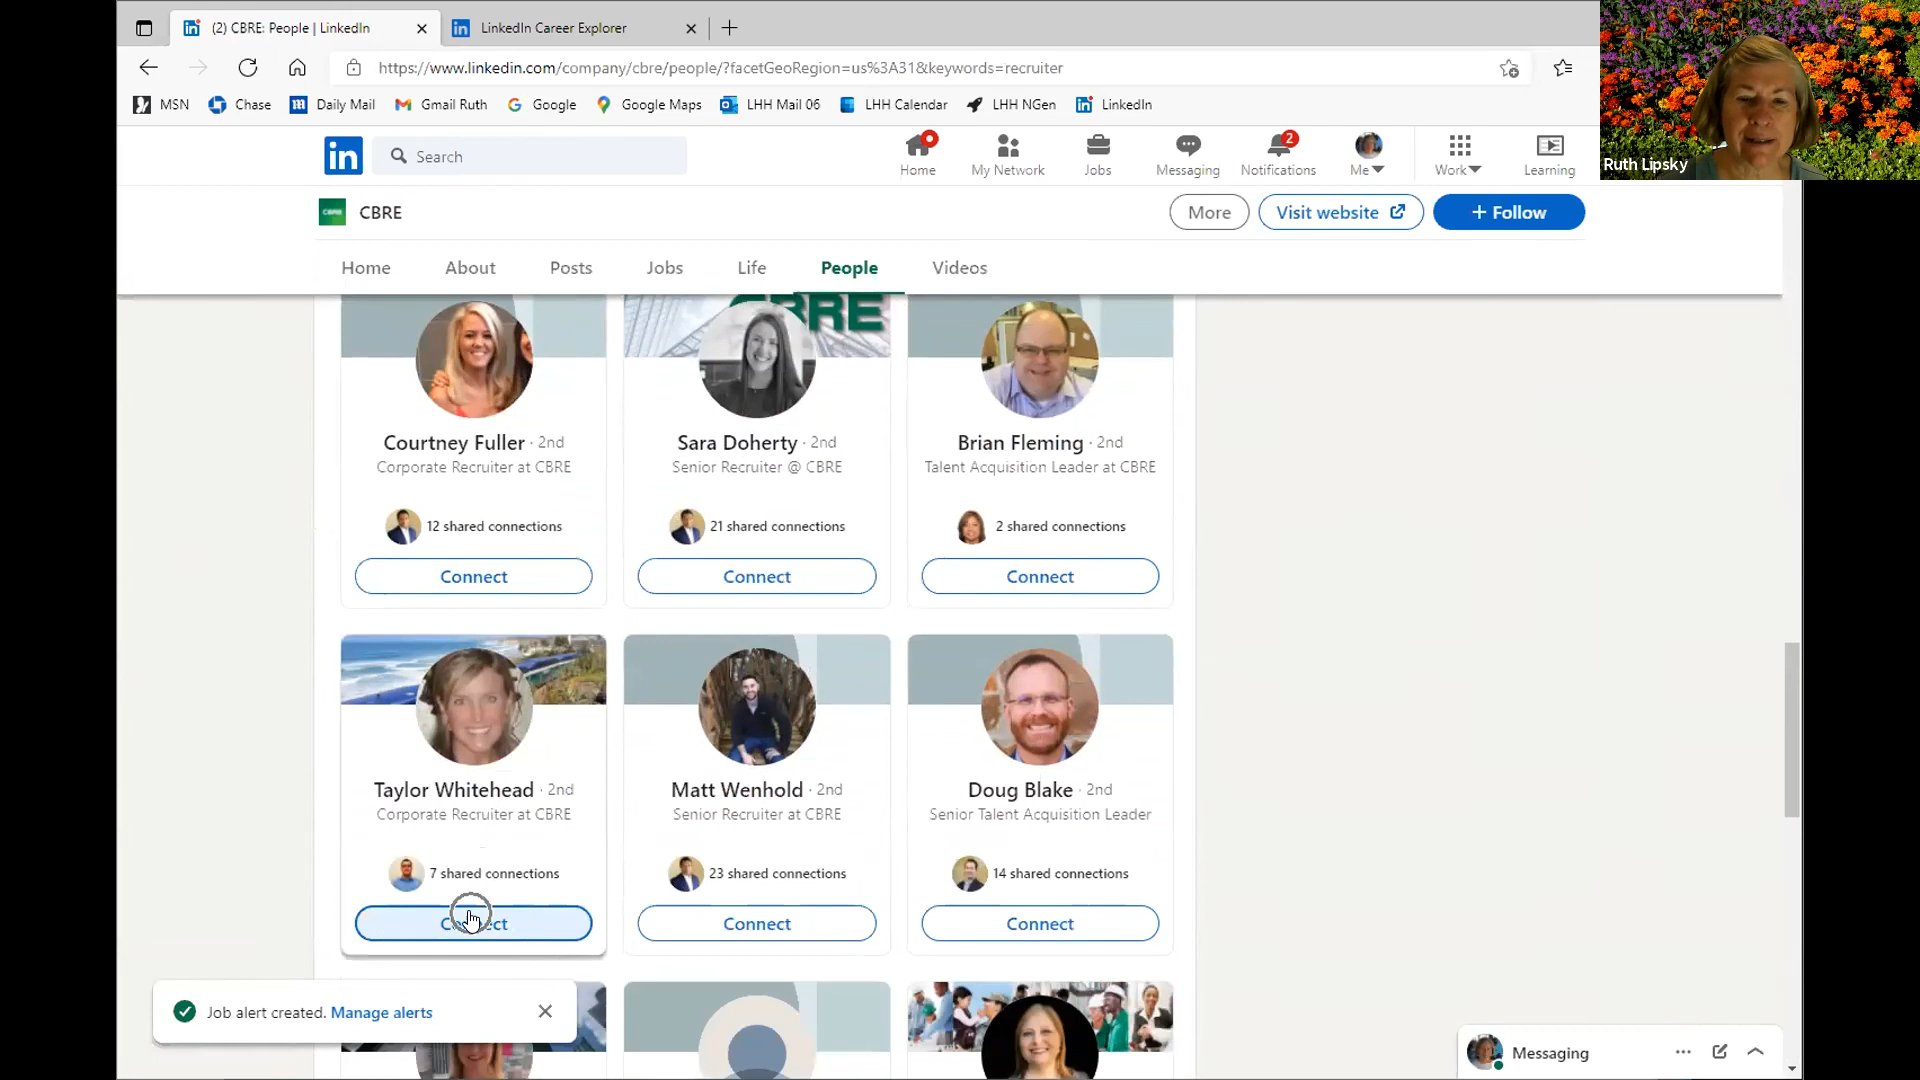 (2) CBRE: People | LinkedIn
LinkedIn Career Explorer
https://www.linkedin.com/company/cbre/people/?facetGeoRegion=us%3A31&keywords=recruiter
MSN
Chase
Daily Mail
Gmail Ruth
Google
Google Maps
LHH Mail 06
LHH Calendar
LHH NGen
LinkedIn
Ruth Lipsky
in
Search
Home
My Network
Jobs
Messaging
2
Notifications
Me
Work
Learning
CBRE
CBRE
More
Visit website
+ Follow
Home
About
Posts
Jobs
Life
People
Videos
CBRE
Courtney Fuller · 2nd
Corporate Recruiter at CBRE
12 shared connections
Connect
Sara Doherty · 2nd
Senior Recruiter @ CBRE
21 shared connections
Connect
Brian Fleming · 2nd
Talent Acquisition Leader at CBRE
2 shared connections
Connect
Taylor Whitehead · 2nd
Corporate Recruiter at CBRE
7 shared connections
Connect
Matt Wenhold · 2nd
Senior Recruiter at CBRE
23 shared connections
Connect
Doug Blake · 2nd
Senior Talent Acquisition Leader
14 shared connections
Connect
Job alert created. Manage alerts
Messaging